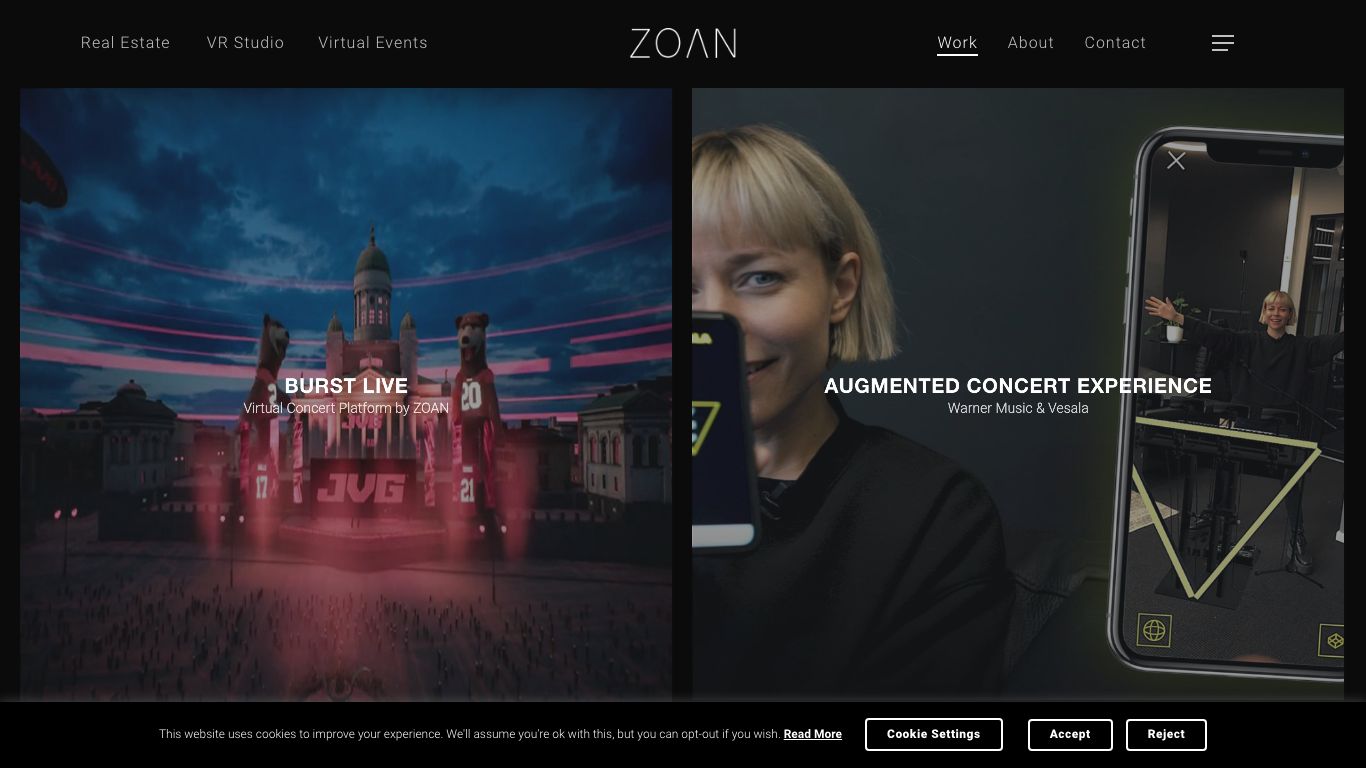 Real Estate
VR Studio
Virtual Events
ZOAN
Work
About
Contact
BURST LIVE
Virtual Concert Platform by ZOAN
JVG
20
17
JVG
21
AUGMENTED CONCERT EXPERIENCE
Warner Music & Vesala
This website uses cookies to improve your experience. We'll assume you're ok with this, but you can opt-out if you wish. Read More
Cookie Settings
Accept
Reject